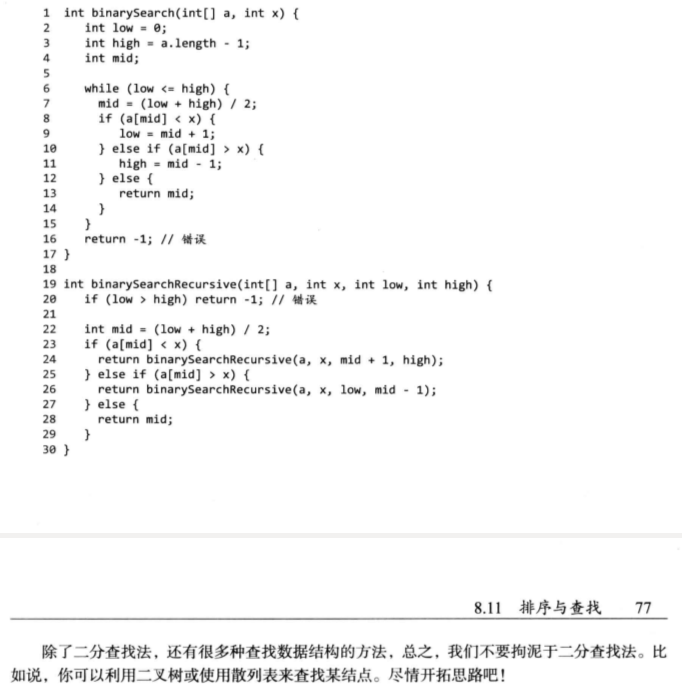 1 int binarySearch(int[] a, int x) {
2 int low = 0;
3 int high = a.length - 1;
4 int mid;
5
6 while (low <= high) {
7 mid = (low + high) / 2;
8 if (a[mid] < x) {
9 low = mid + 1;
10 } else if (a[mid] > x) {
11 high = mid - 1;
12 } else {
13 return mid;
14 }
15 }
16 return -1; // 错误
17 }
18
19 int binarySearchRecursive(int[] a, int x, int low, int high) {
20 if (low > high) return -1; // 错误
21
22 int mid = (low + high) / 2;
23 if (a[mid] < x) {
24 return binarySearchRecursive(a, x, mid + 1, high);
25 } else if (a[mid] > x) {
26 return binarySearchRecursive(a, x, low, mid - 1);
27 } else {
28 return mid;
29 }
30 }
8.11 排序与查找 77
除了二分查找法，还有很多种查找数据结构的方法，总之，我们不要拘泥于二分查找法。比
如说，你可以利用二叉树或使用散列表来查找某结点。尽情开拓思路吧！